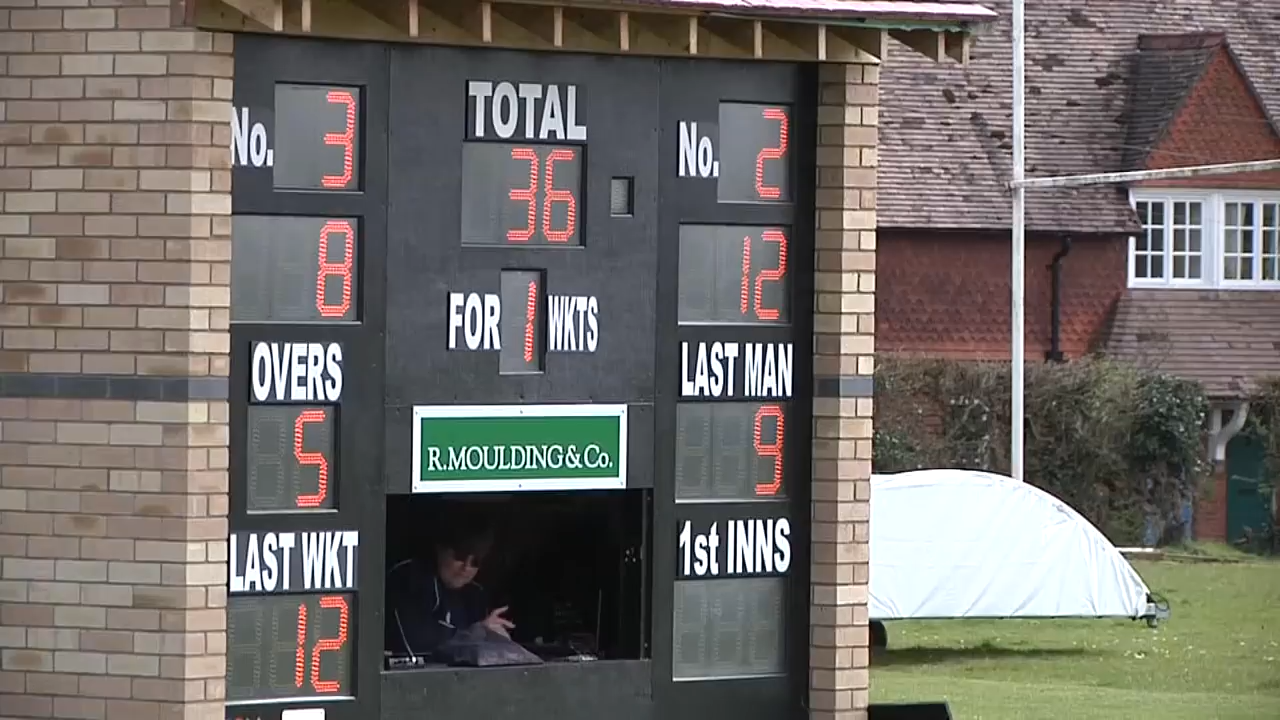 No. 3
8
OVERS
5
LAST WKT
12
TOTAL
36
FOR 1 WKTS
R.MOULDING & Co.
No. 2
12
LAST MAN
9
1st INNS